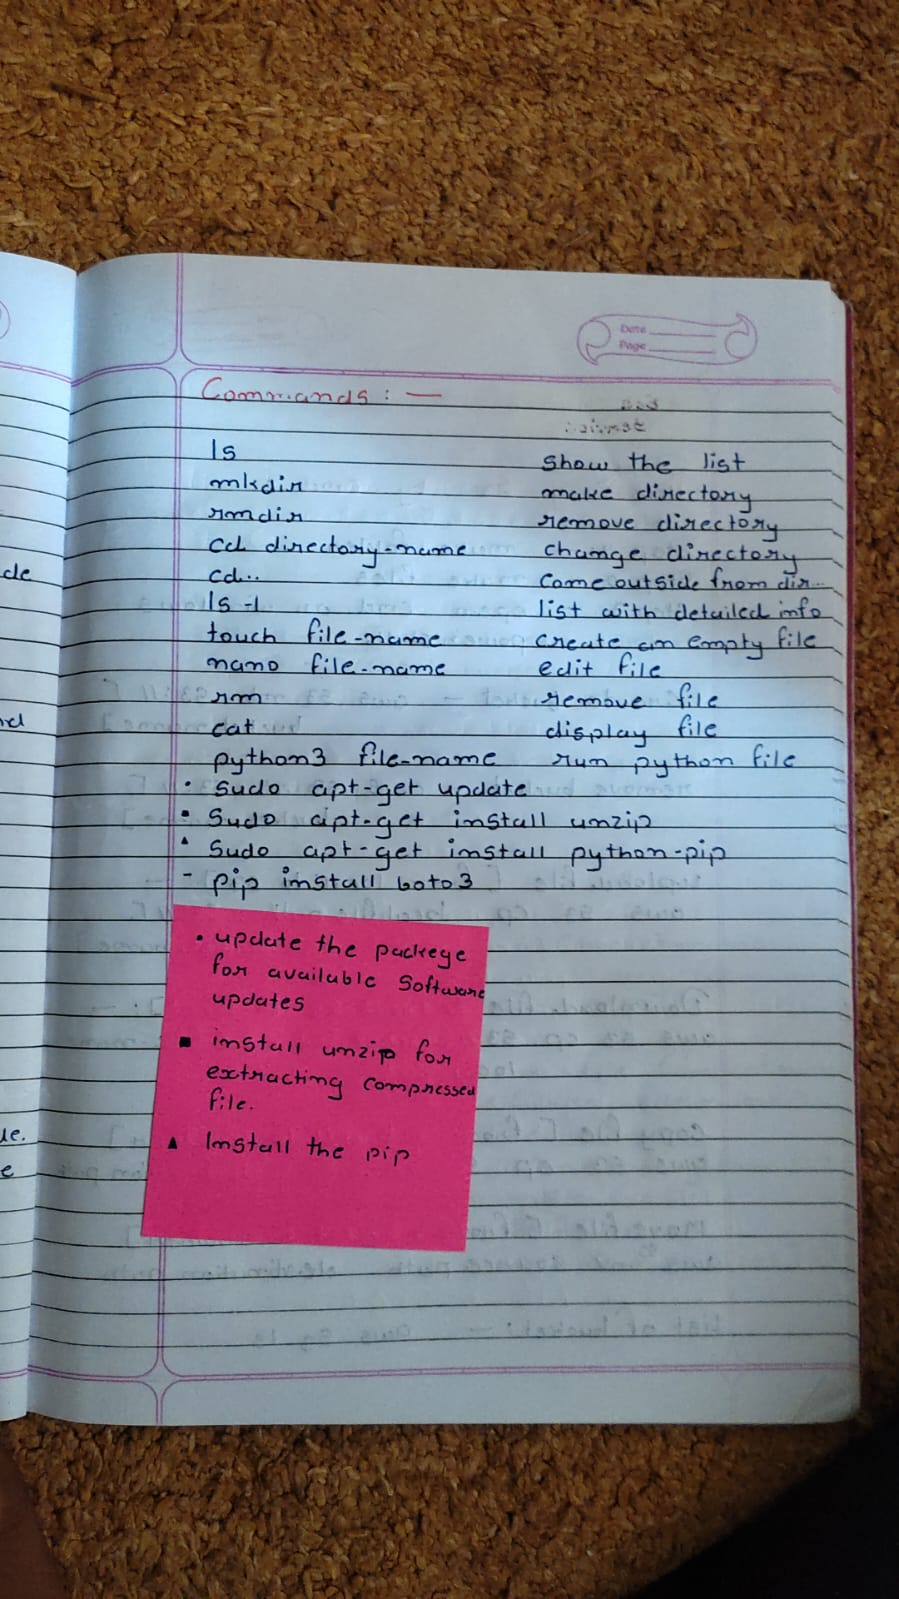 Date
Page
Commands : —
ls show the list
mkdir make directory
rmdir remove directory
cd directory-name change directory
cd.. Come outside from dir...
ls -l list with detailed info
touch file-name create an empty file
nano file-name edit file
rm remove file
cat display file
python3 file-name run python file
• sudo apt-get update
▪ Sudo apt-get install unzip
▴ Sudo apt-get install python-pip
- pip install boto3
• update the packege
for available Software
updates
▪ install unzip for
extracting compressed
file.
▲ Install the pip
de
ue.
e